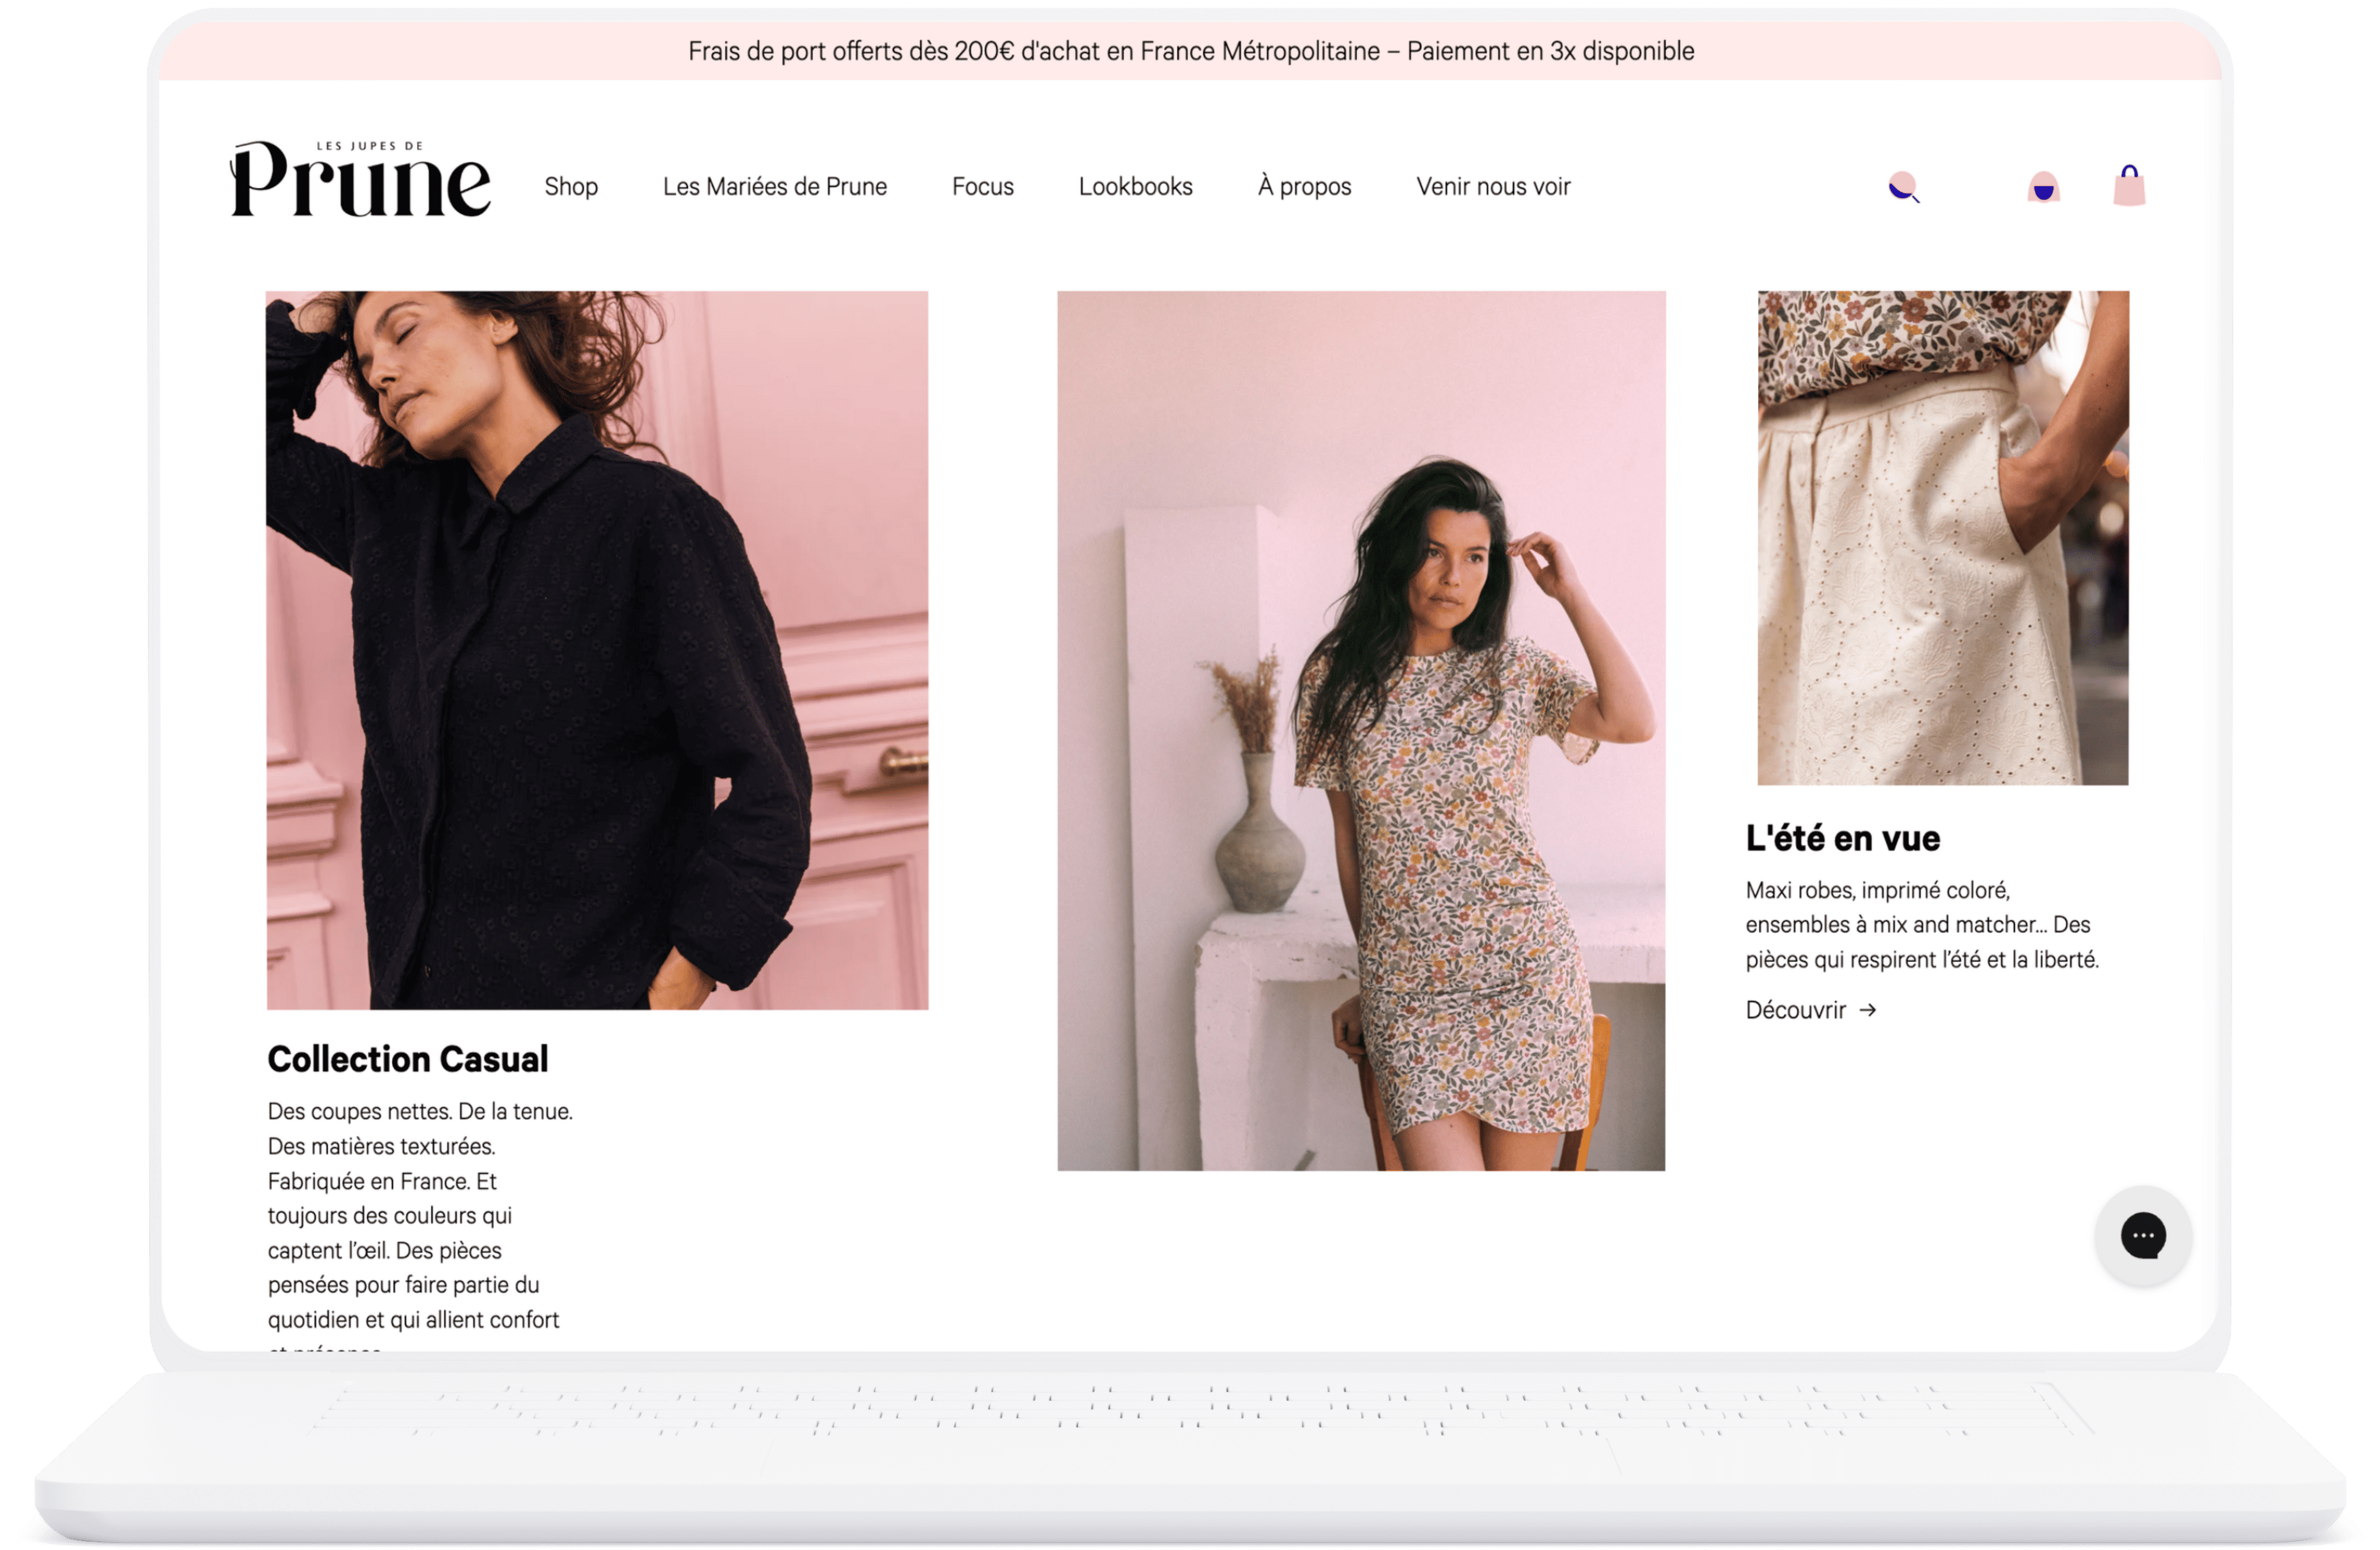 Frais de port offerts dès 200€ d'achat en France Métropolitaine – Paiement en 3x disponible
LES JUPES DE
Prune
Shop
Les Mariées de Prune
Focus
Lookbooks
À propos
Venir nous voir
Collection Casual
Des coupes nettes. De la tenue.
Des matières texturées.
Fabriquée en France. Et
toujours des couleurs qui
captent l’œil. Des pièces
pensées pour faire partie du
quotidien et qui allient confort
L'été en vue
Maxi robes, imprimé coloré,
ensembles à mix and matcher... Des
pièces qui respirent l’été et la liberté.
Découvrir →